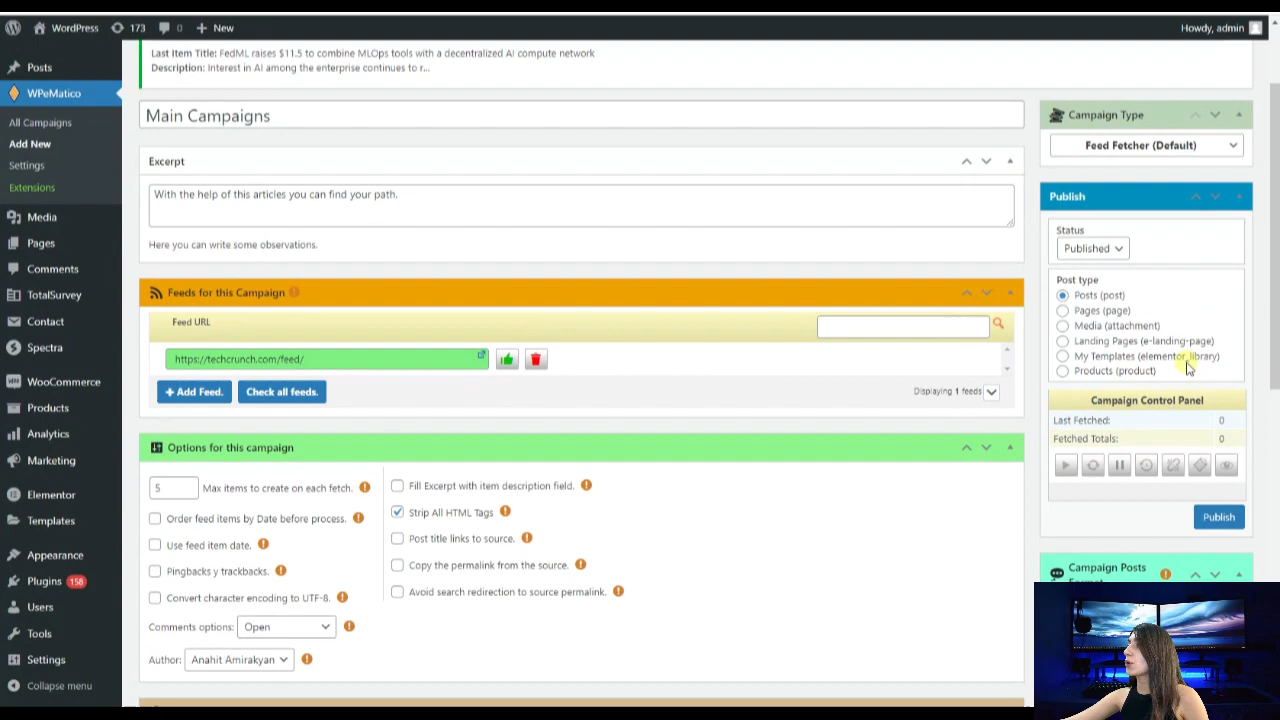 WordPress
173
0
New
Howdy, admin
Posts
WPeMatico
All Campaigns
Add New
Settings
Extensions
Media
Pages
Comments
TotalSurvey
Contact
Spectra
WooCommerce
Products
Analytics
Marketing
Elementor
Templates
Appearance
Plugins 158
Users
Tools
Settings
Collapse menu
Last Item Title: FedML raises $11.5 to combine MLOps tools with a decentralized AI compute network
Description: Interest in AI among the enterprise continues to r...
Main Campaigns
Excerpt
With the help of this articles you can find your path.
Here you can write some observations.
Feeds for this Campaign
Feed URL
https://techcrunch.com/feed/
+ Add Feed.
Check all feeds.
Displaying 1 feeds
Options for this campaign
5 Max items to create on each fetch.
Order feed items by Date before process.
Use feed item date.
Pingbacks y trackbacks.
Convert character encoding to UTF-8.
Comments options: Open
Author: Anahit Amirakyan
Fill Excerpt with item description field.
Strip All HTML Tags
Post title links to source.
Copy the permalink from the source.
Avoid search redirection to source permalink.
Campaign Type
Feed Fetcher (Default)
Publish
Status
Published
Post type
Posts (post)
Pages (page)
Media (attachment)
Landing Pages (e-landing-page)
My Templates (elementor_library)
Products (product)
Campaign Control Panel
Last Fetched: 0
Fetched Totals: 0
Publish
Campaign Posts